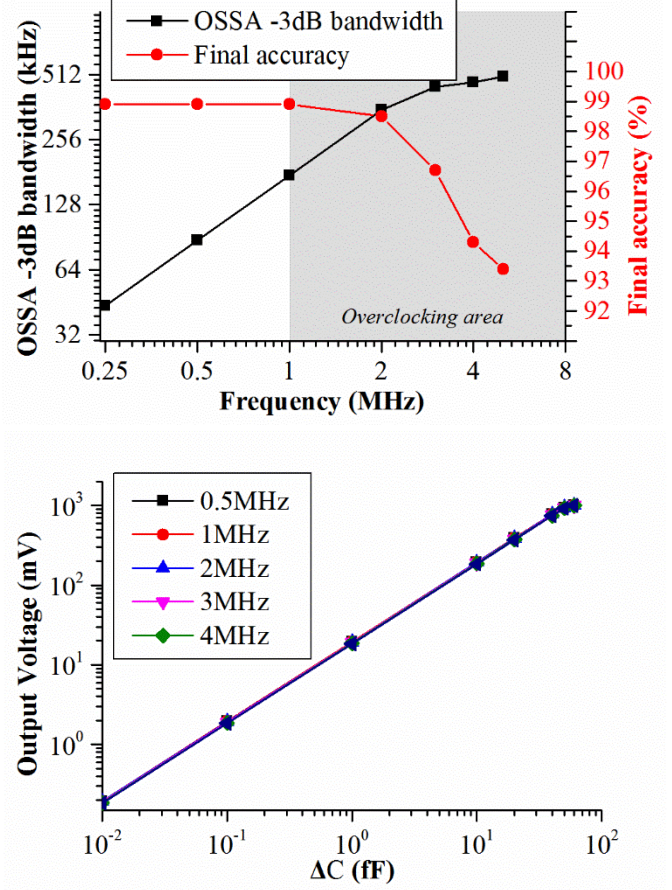 OSSA -3dB bandwidth
Final accuracy
OSSA -3dB bandwidth (kHz)
512
256
128
64
32
100
99
98
97
96
95
94
93
92
Final accuracy (%)
Overclocking area
0.25
0.5
1
2
4
8
Frequency (MHz)
0.5MHz
1MHz
2MHz
3MHz
4MHz
Output Voltage (mV)
10³
10²
10¹
10⁰
10⁻²
10⁻¹
10⁰
10¹
10²
ΔC (fF)